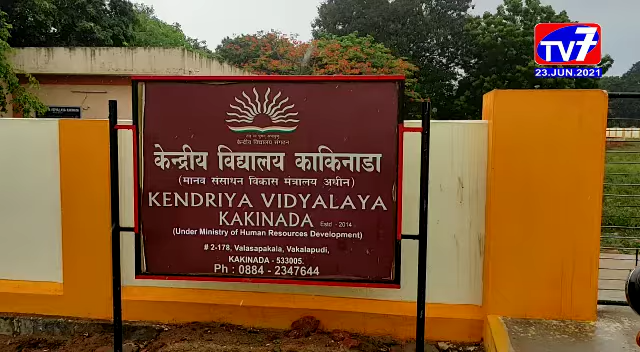 TV7
23.JUN.2021
केन्द्रीय विद्यालय संगठन
केन्द्रीय विद्यालय काकिनाडा
(मानव संसाधन विकास मंत्रालय अधीन)
KENDRIYA VIDYALAYA
KAKINADA Estd - 2014
(Under Ministry of Human Resources Development)
# 2-178, Valasapakala, Vakalapudi,
KAKINADA - 533005.
Ph : 0884 - 2347644